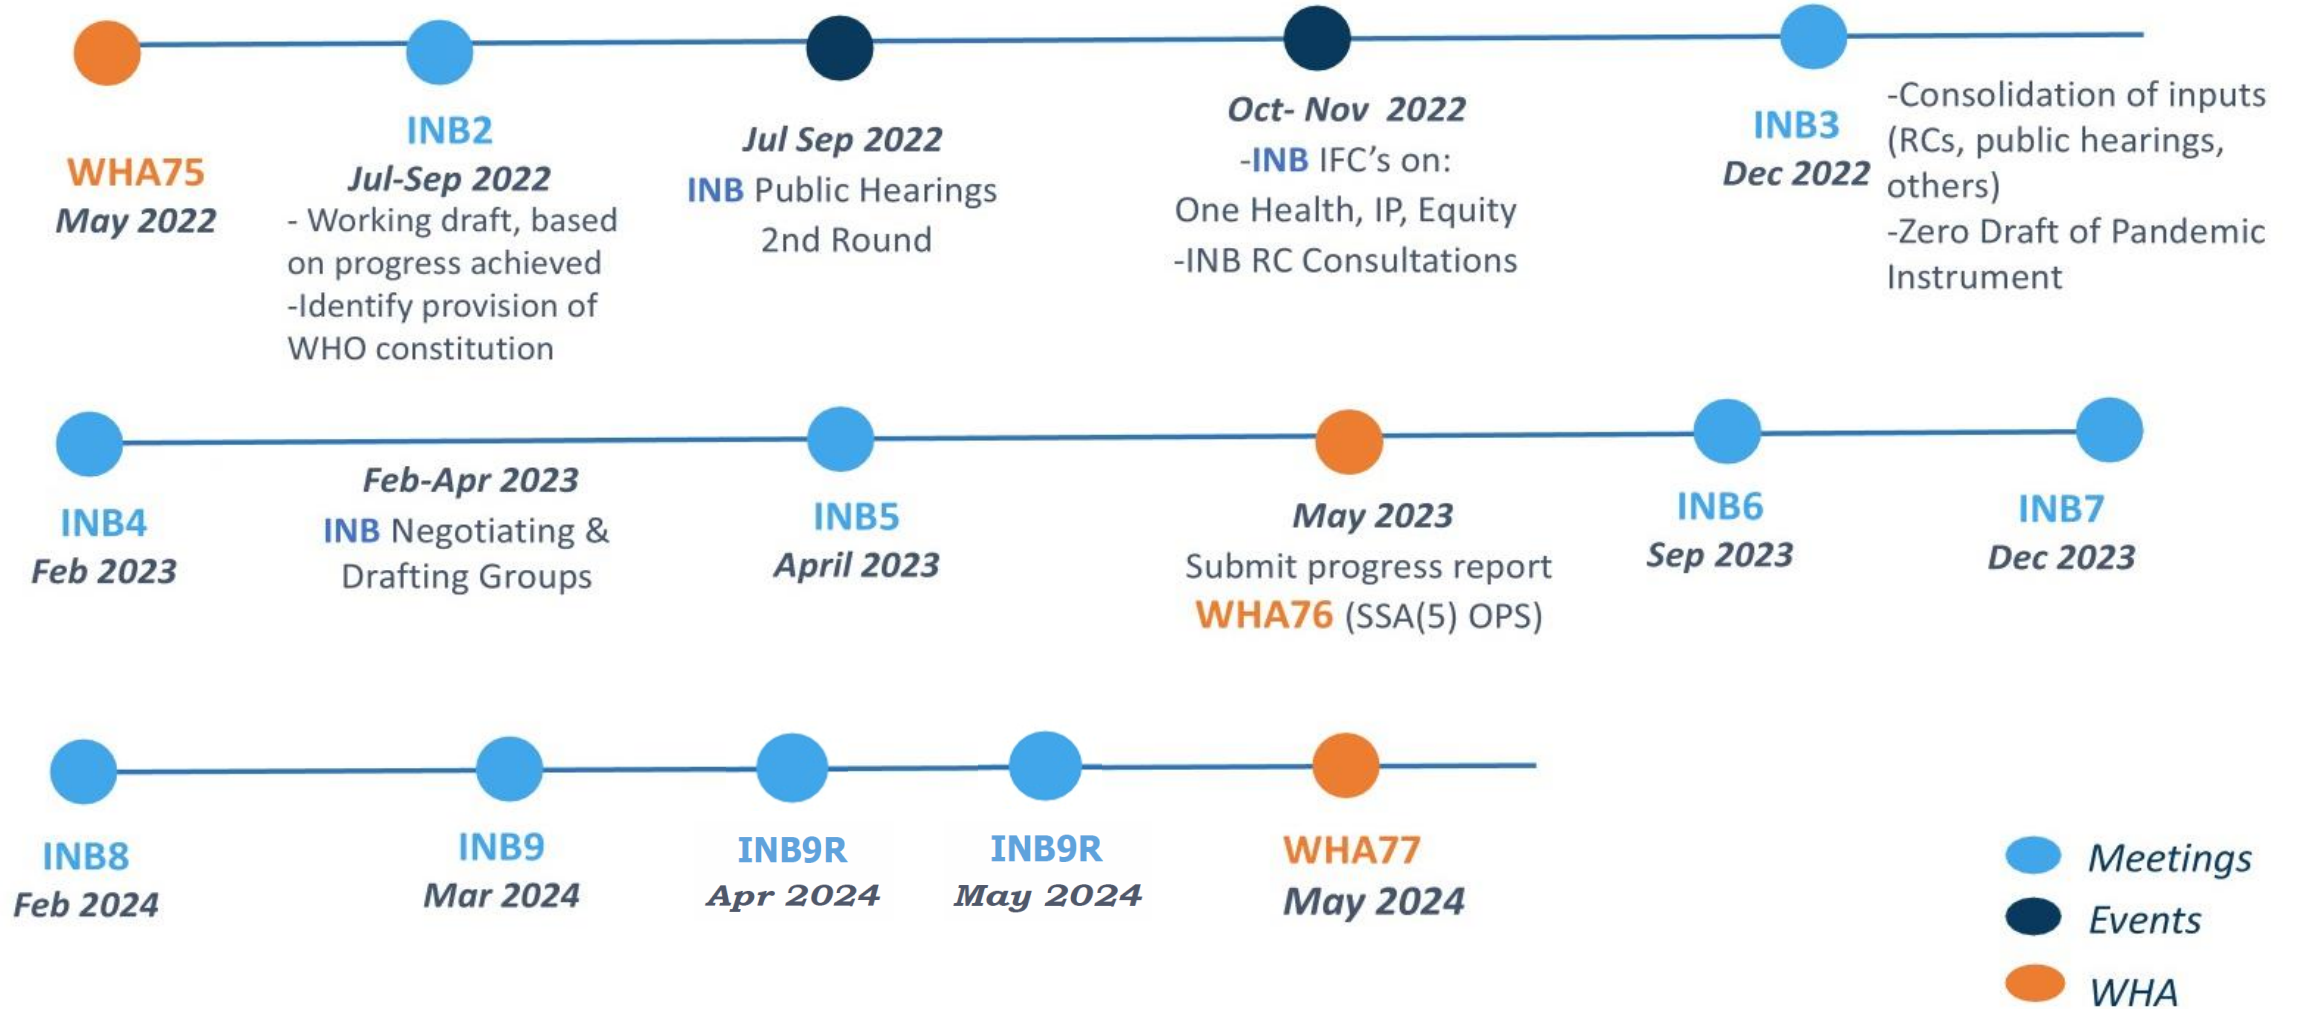 WHA75
May 2022
INB2
Jul-Sep 2022
- Working draft, based
on progress achieved
-Identify provision of
WHO constitution
Jul Sep 2022
INB Public Hearings
2nd Round
Oct- Nov 2022
-INB IFC’s on:
One Health, IP, Equity
-INB RC Consultations
INB3
Dec 2022
-Consolidation of inputs
(RCs, public hearings,
others)
-Zero Draft of Pandemic
Instrument
INB4
Feb 2023
Feb-Apr 2023
INB Negotiating &
Drafting Groups
INB5
April 2023
May 2023
Submit progress report
WHA76 (SSA(5) OPS)
INB6
Sep 2023
INB7
Dec 2023
INB8
Feb 2024
INB9
Mar 2024
INB9R
Apr 2024
INB9R
May 2024
WHA77
May 2024
Meetings
Events
WHA